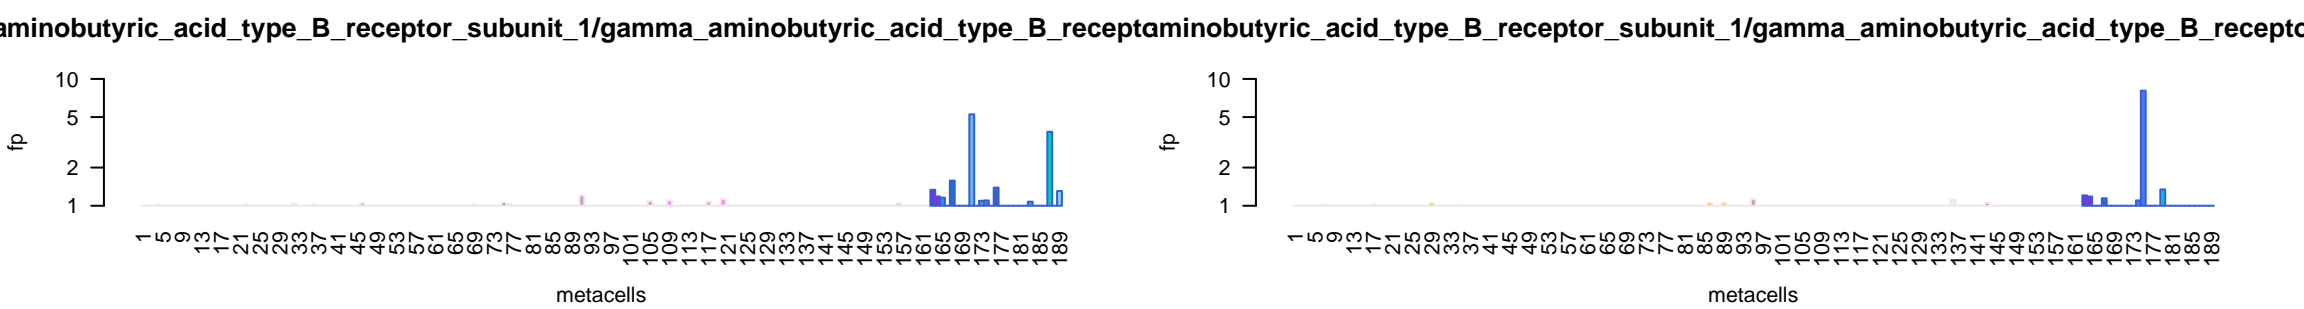 aminobutyric_acid_type_B_receptor_subunit_1/gamma_aminobutyric_acid_type_B_recept
aminobutyric_acid_type_B_receptor_subunit_1/gamma_aminobutyric_acid_type_B_recepto
10
5
2
1
fp
1 5 9 13 17 21 25 29 33 37 41 45 49 53 57 61 65 69 73 77 81 85 89 93 97 101 105 109 113 117 121 125 129 133 137 141 145 149 153 157 161 165 169 173 177 181 185 189
metacells
10
5
2
1
fp
1 5 9 13 17 21 25 29 33 37 41 45 49 53 57 61 65 69 73 77 81 85 89 93 97 101 105 109 113 117 121 125 129 133 137 141 145 149 153 157 161 165 169 173 177 181 185 189
metacells